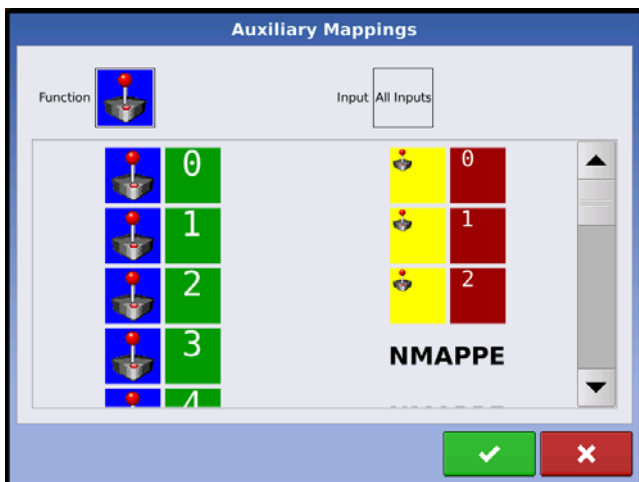 Auxiliary Mappings
Function
Input All Inputs
0 0
1 1
2 2
3 NMAPPE
4